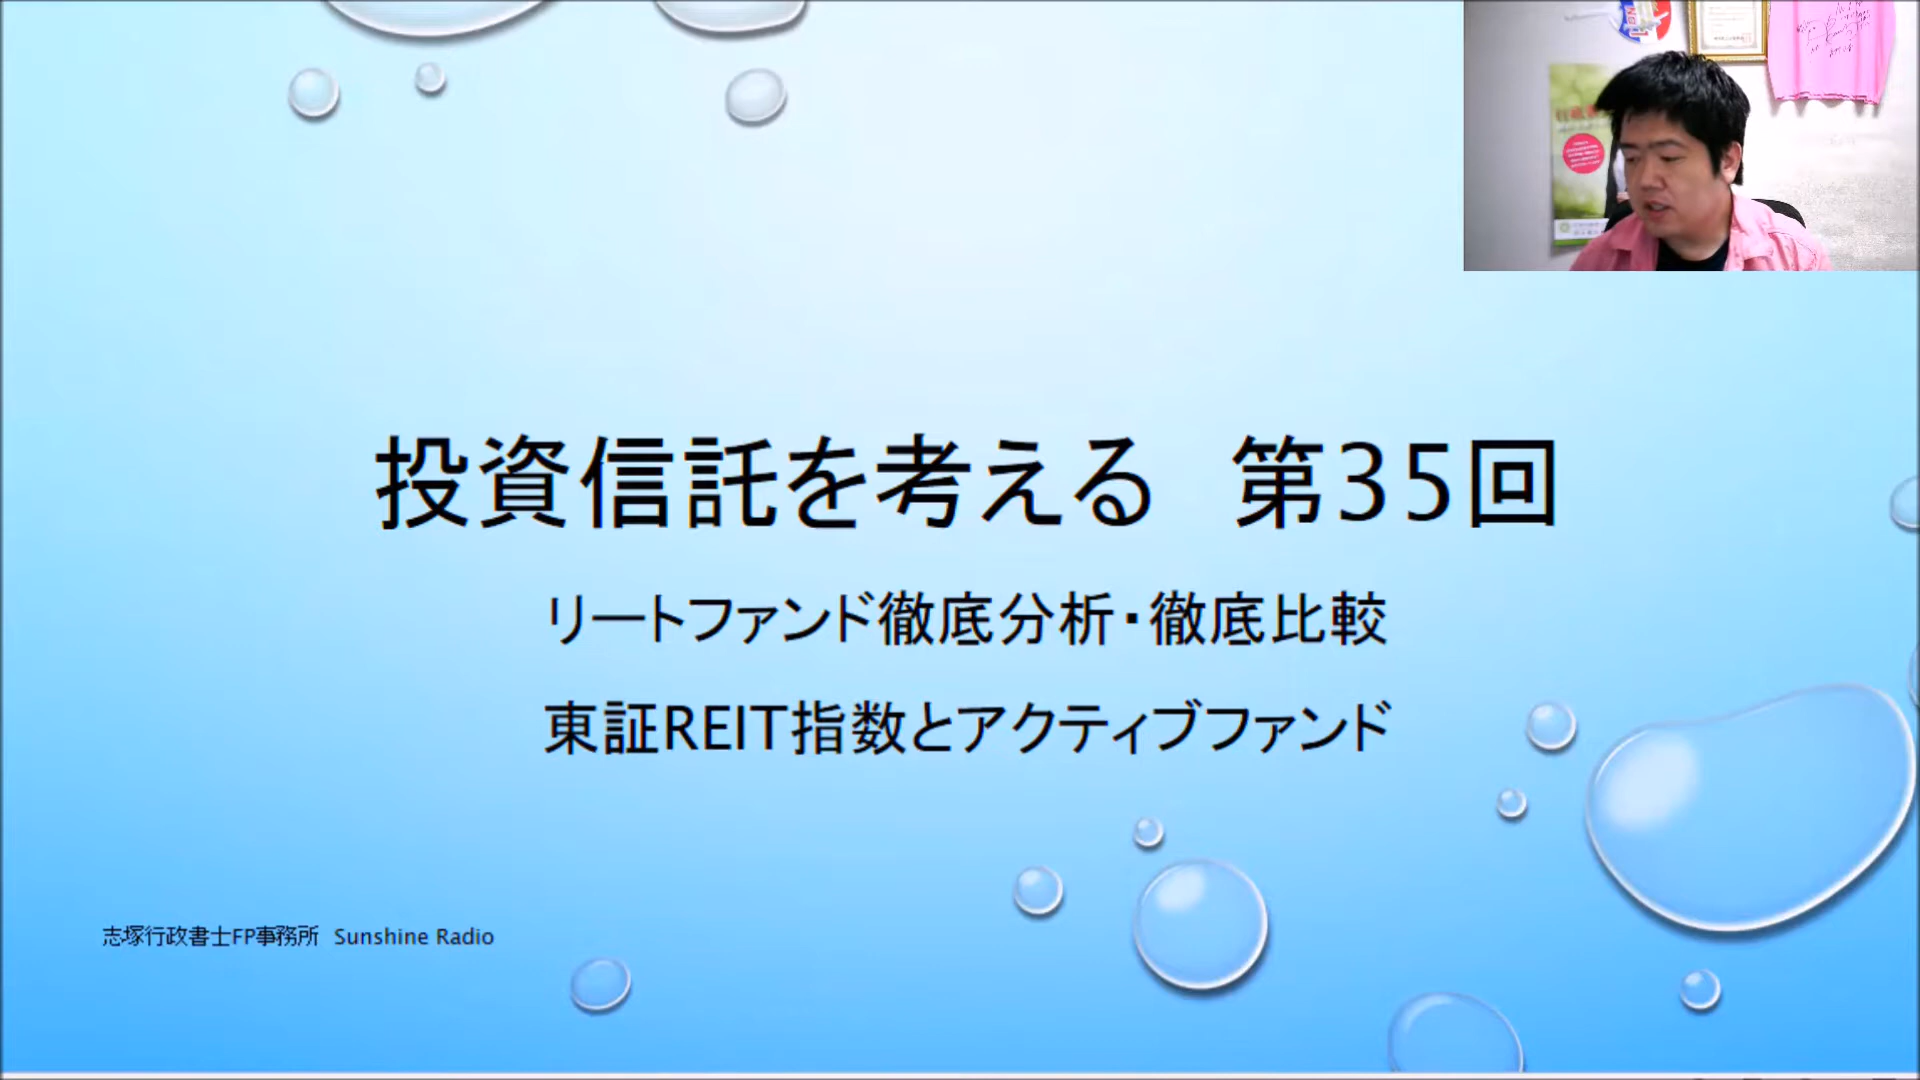 投資信託を考える　第35回
リートファンド徹底分析・徹底比較
東証REIT指数とアクティブファンド
志塚行政書士FP事務所　Sunshine Radio